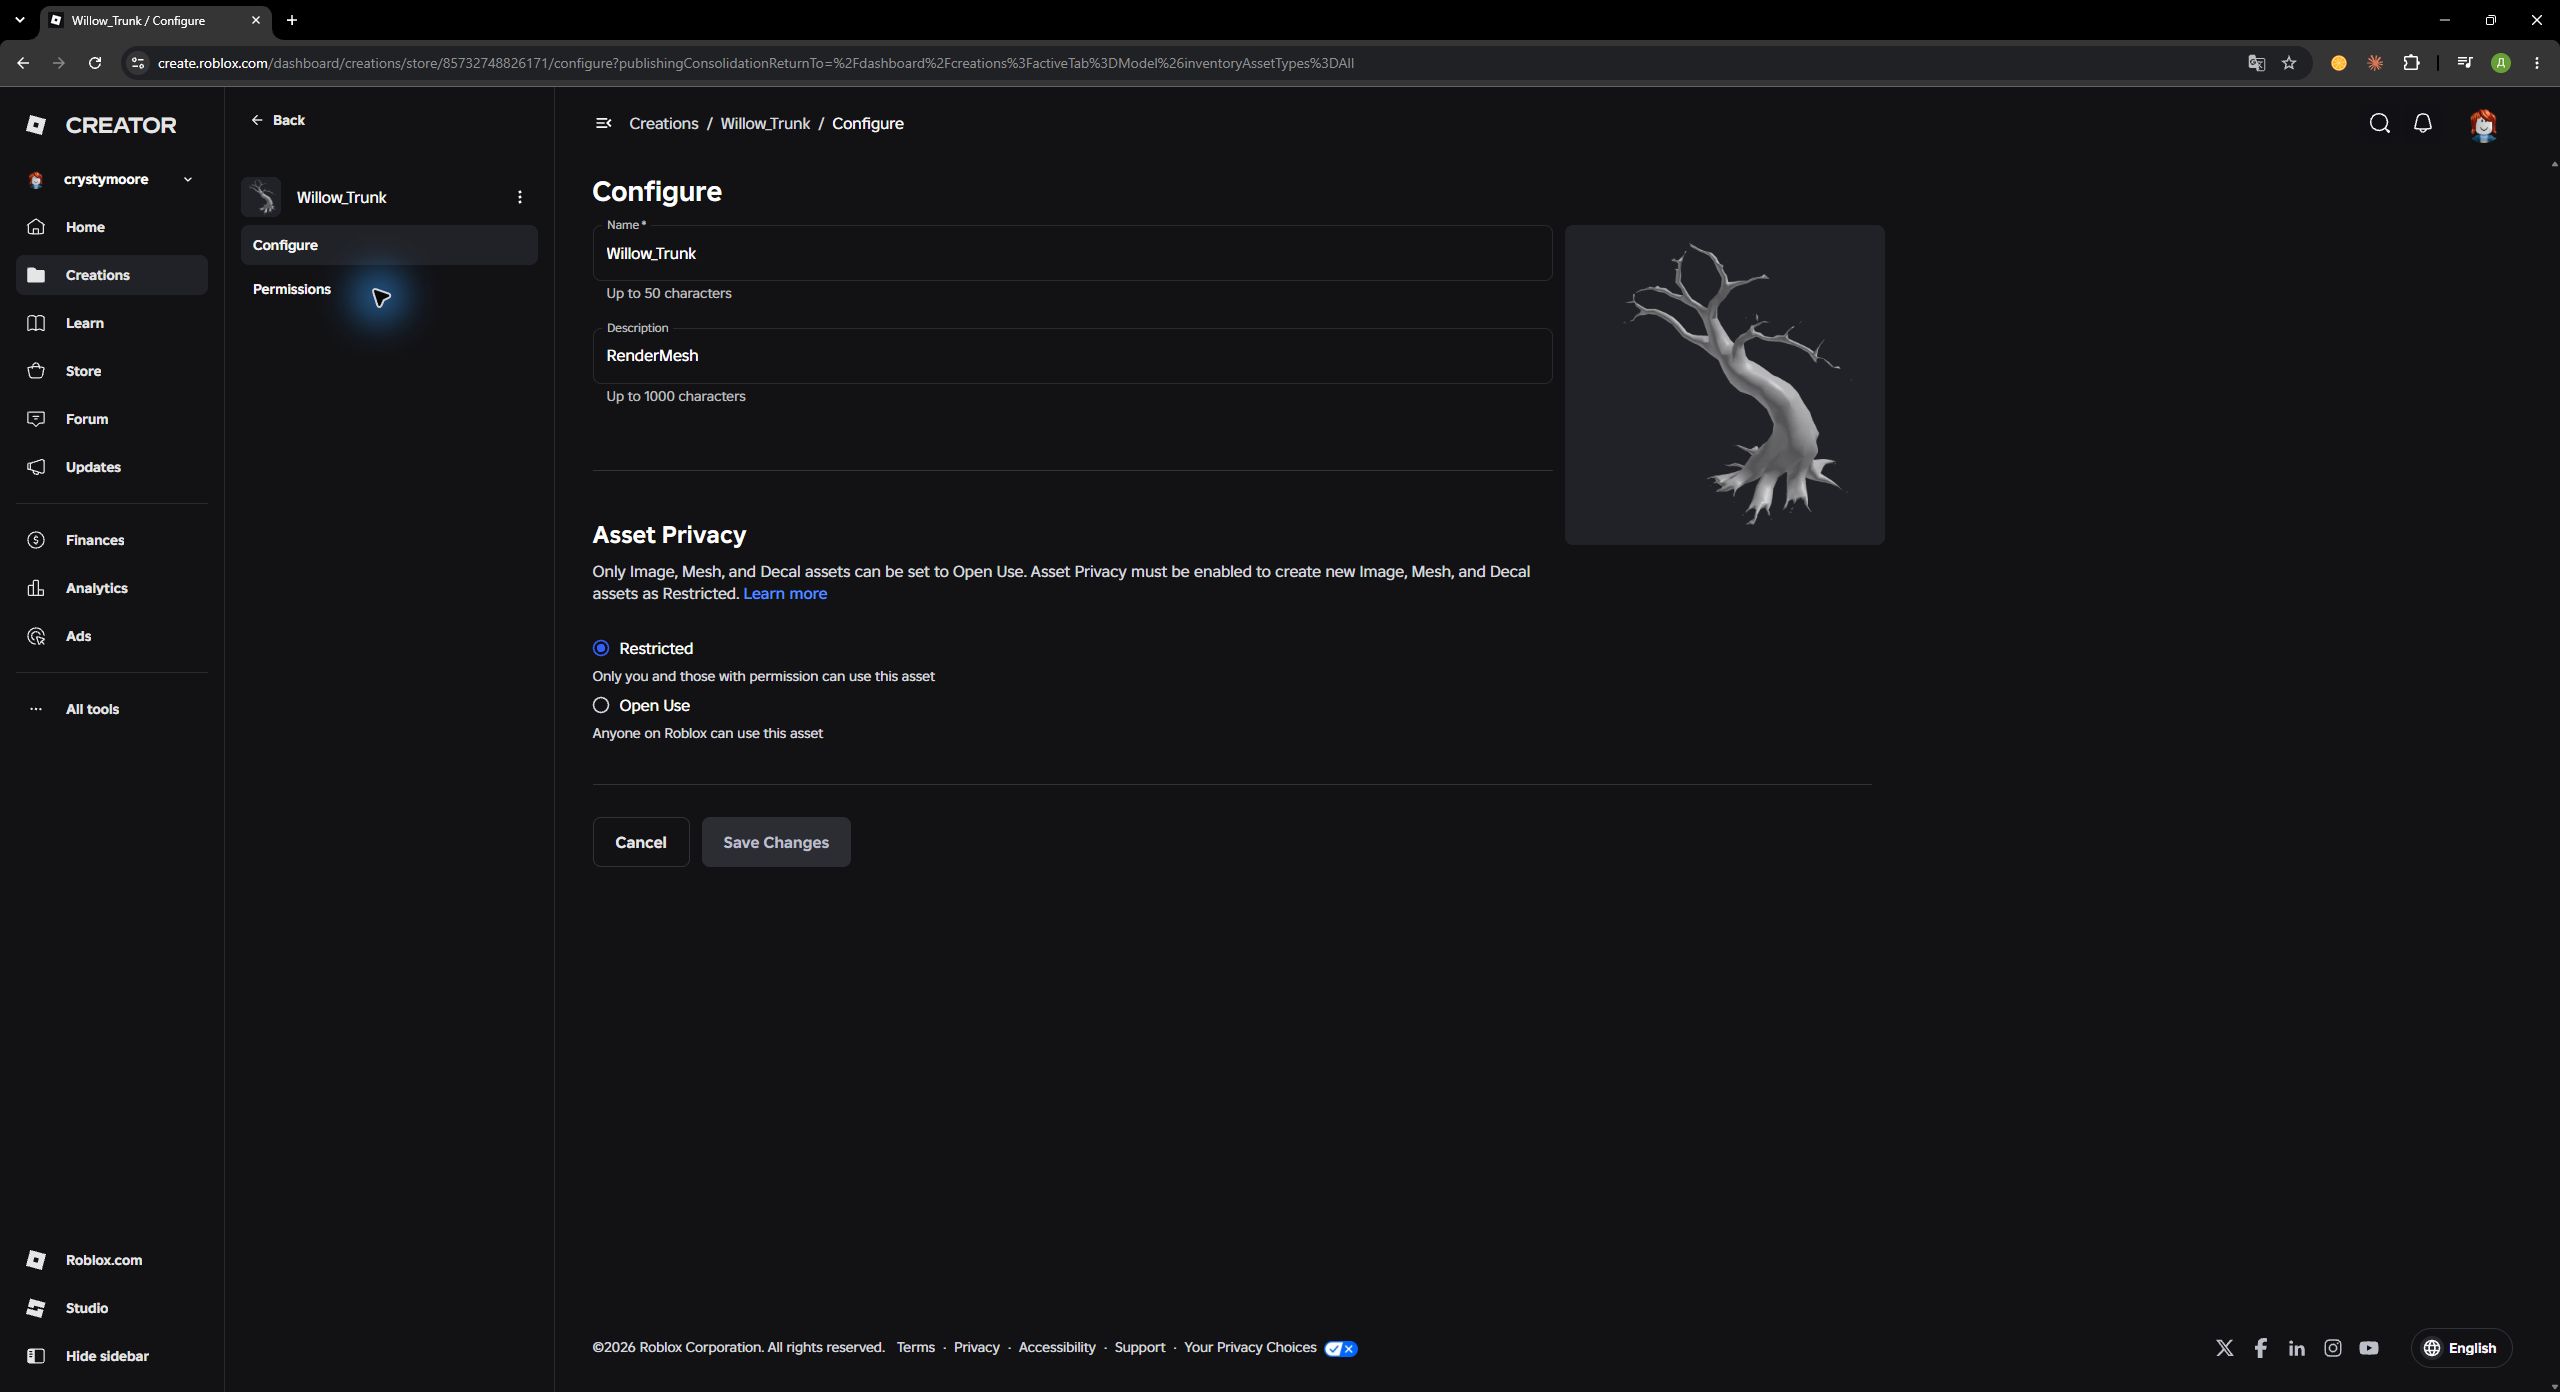 Willow_Trunk / Configure
create.roblox.com/dashboard/creations/store/85732748826171/configure?publishingConsolidationReturnTo=%2Fdashboard%2Fcreations%3FactiveTab%3DModel%26inventoryAssetTypes%3DAll
Д
CREATOR
crystymoore
Home
Creations
Learn
Store
Forum
Updates
Finances
Analytics
Ads
All tools
Roblox.com
Studio
Hide sidebar
Back
Willow_Trunk
Configure
Permissions
Creations / Willow_Trunk / Configure
Configure
Name*
Willow_Trunk
Up to 50 characters
Description
RenderMesh
Up to 1000 characters
Asset Privacy
Only Image, Mesh, and Decal assets can be set to Open Use. Asset Privacy must be enabled to create new Image, Mesh, and Decal
assets as Restricted. Learn more
Restricted
Only you and those with permission can use this asset
Open Use
Anyone on Roblox can use this asset
Cancel
Save Changes
©2026 Roblox Corporation. All rights reserved. Terms · Privacy · Accessibility · Support · Your Privacy Choices
English